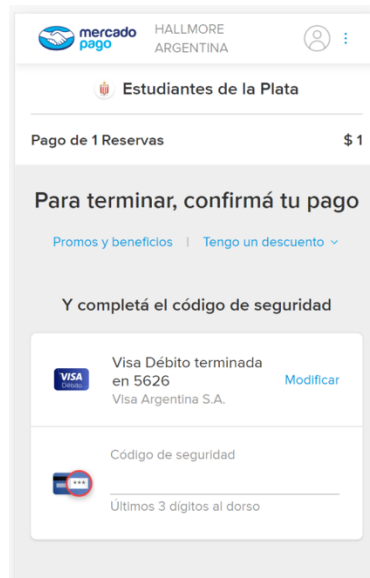 mercado
pago
HALLMORE
ARGENTINA
Estudiantes de la Plata
Pago de 1 Reservas $ 1
Para terminar, confirmá tu pago
Promos y beneficios | Tengo un descuento
Y completá el código de seguridad
VISA
Débito
Visa Débito terminada
en 5626
Modificar
Visa Argentina S.A.
Código de seguridad
Últimos 3 dígitos al dorso